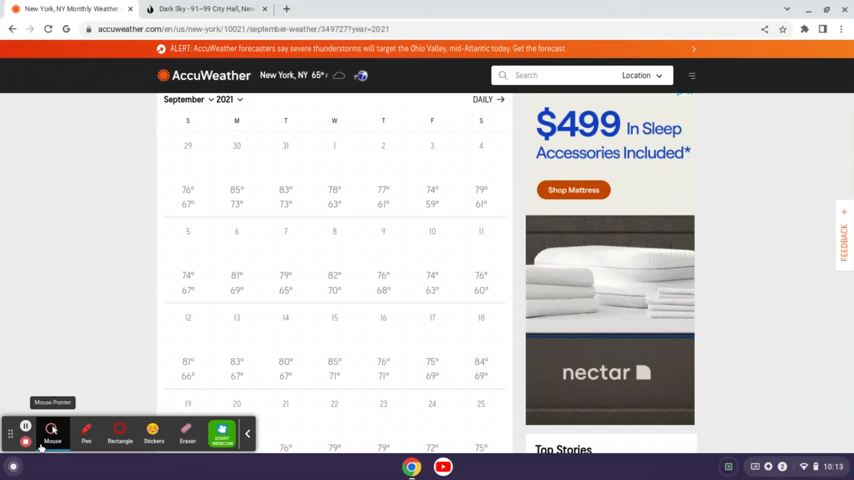 New York, NY Monthly Weather
Dark Sky - 91–99 City Hall, New
accuweather.com/en/us/new-york/10021/september-weather/349727?year=2021
ALERT: AccuWeather forecasters say severe thunderstorms will target the Ohio Valley, mid-Atlantic today. Get the forecast.
AccuWeather New York, NY 65°F Search Location
September 2021 DAILY
S M T W T F S
29 30 31 1 2 3 4
76° 85° 83° 78° 77° 74° 79°
67° 73° 73° 63° 61° 59° 61°
5 6 7 8 9 10 11
74° 81° 79° 82° 76° 74° 76°
67° 69° 65° 70° 68° 63° 60°
12 13 14 15 16 17 18
81° 83° 80° 85° 76° 75° 84°
66° 67° 67° 71° 71° 69° 69°
19 20 21 22 23 24 25
76° 79° 79° 72° 75°
$499 In Sleep
Accessories Included*
Shop Mattress
nectar
Top Stories
FEEDBACK +
Mouse Pointer
Mouse Pen Rectangle Stickers Eraser START WEBCAM
2 10:13